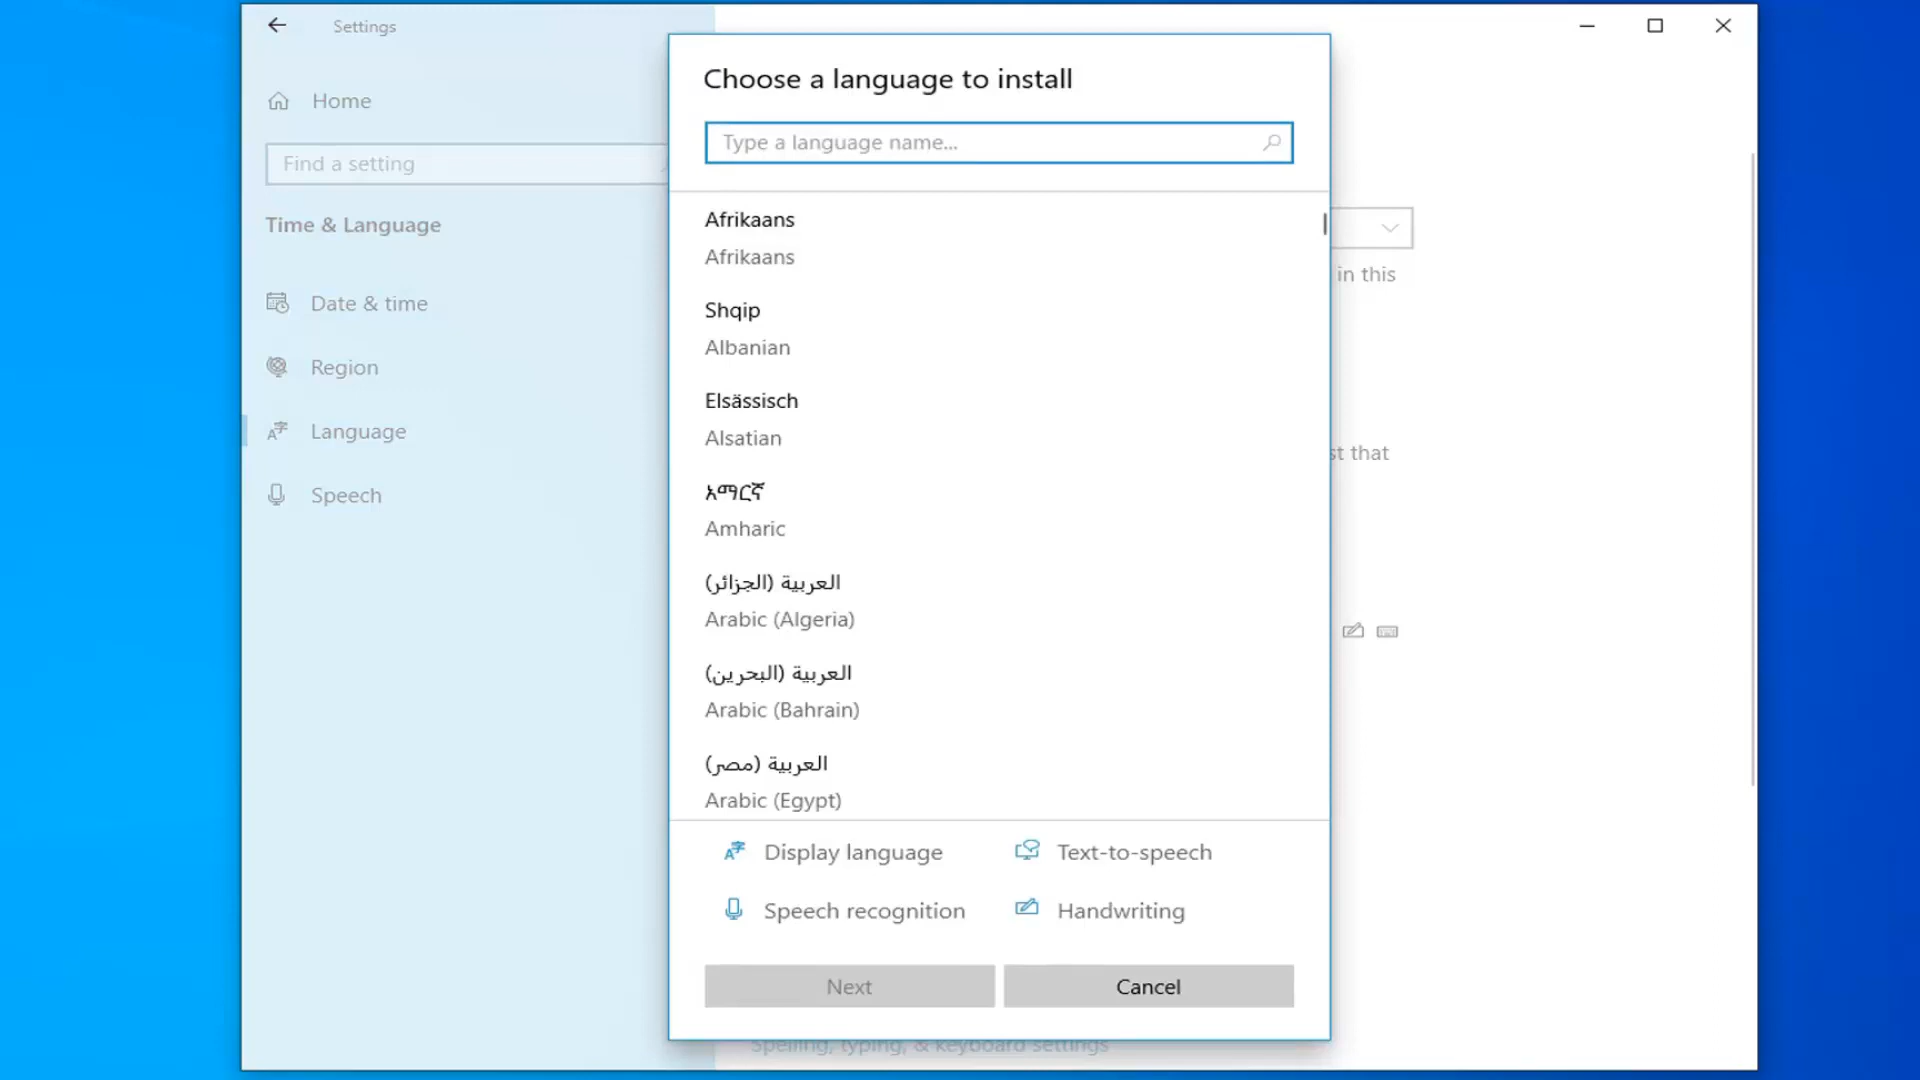 Settings
Home
Find a setting
Time & Language
Date & time
Region
Language
Speech
Choose a language to install
Type a language name...
Afrikaans
Afrikaans
Shqip
Albanian
Elsässisch
Alsatian
አማርኛ
Amharic
العربية (الجزائر)
Arabic (Algeria)
العربية (البحرين)
Arabic (Bahrain)
العربية (مصر)
Arabic (Egypt)
Display language
Text-to-speech
Speech recognition
Handwriting
Next
Cancel
in this
that
Spelling, typing, & keyboard settings